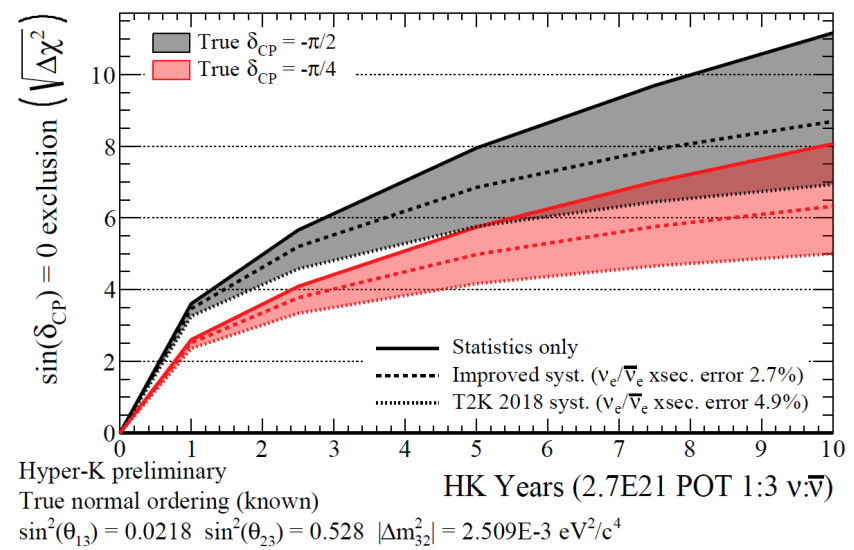 sin(δCP) = 0 exclusion (√Δχ²)
10
8
6
4
2
0
True δCP = -π/2
True δCP = -π/4
Statistics only
Improved syst. (νe/ν̅e xsec. error 2.7%)
T2K 2018 syst. (νe/ν̅e xsec. error 4.9%)
0 1 2 3 4 5 6 7 8 9 10
HK Years (2.7E21 POT 1:3 ν:ν̅)
Hyper-K preliminary
True normal ordering (known)
sin²(θ13) = 0.0218 sin²(θ23) = 0.528 |Δm²32| = 2.509E-3 eV²/c⁴